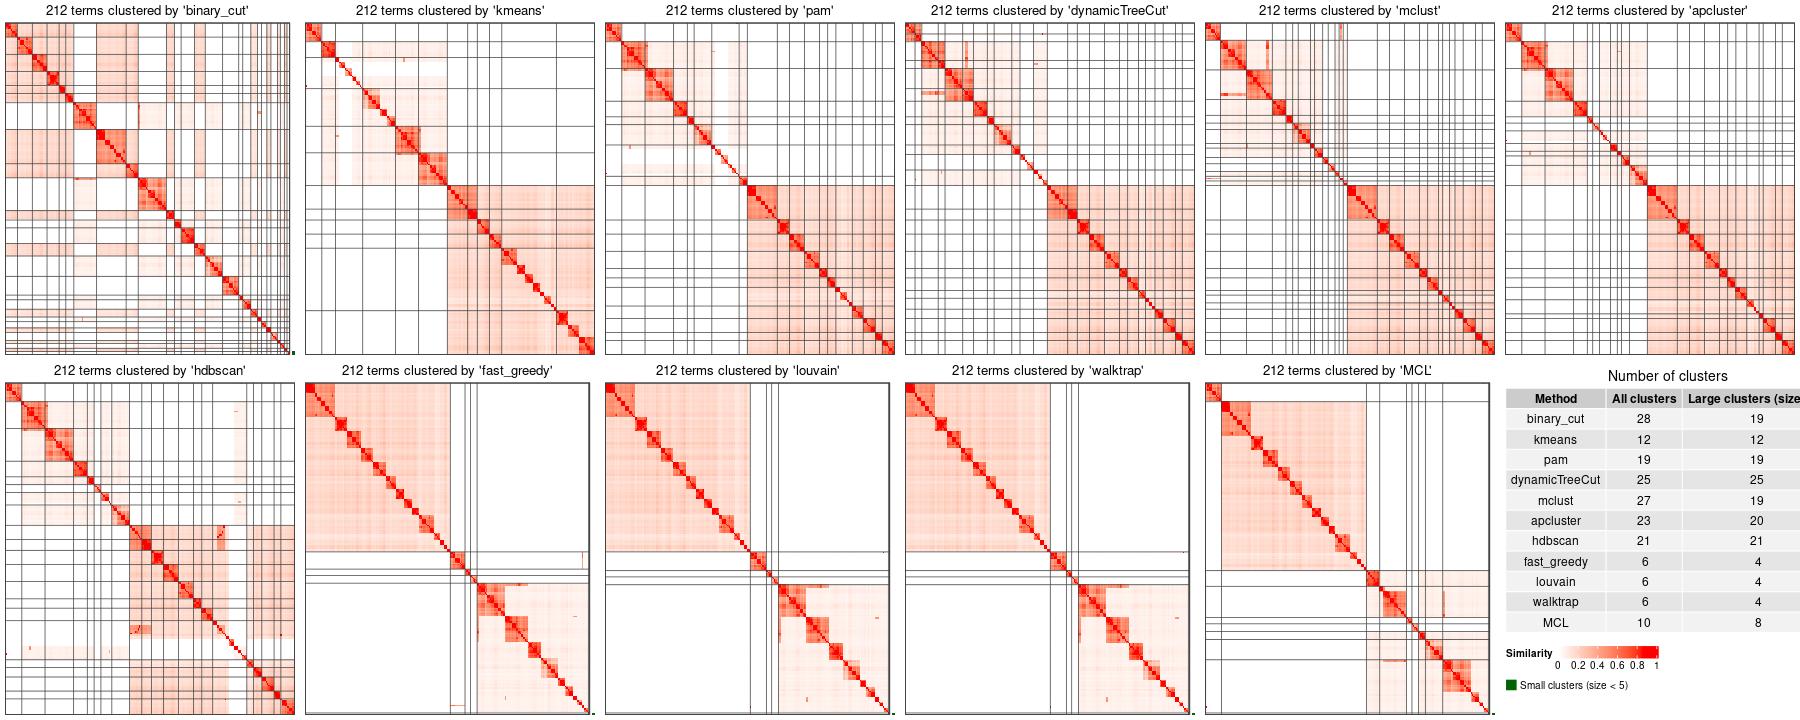 212 terms clustered by 'binary_cut'
212 terms clustered by 'kmeans'
212 terms clustered by 'pam'
212 terms clustered by 'dynamicTreeCut'
212 terms clustered by 'mclust'
212 terms clustered by 'apcluster'
212 terms clustered by 'hdbscan'
212 terms clustered by 'fast_greedy'
212 terms clustered by 'louvain'
212 terms clustered by 'walktrap'
212 terms clustered by 'MCL'
Number of clusters
Method All clusters Large clusters (size
binary_cut 28 19
kmeans 12 12
pam 19 19
dynamicTreeCut 25 25
mclust 27 19
apcluster 23 20
hdbscan 21 21
fast_greedy 6 4
louvain 6 4
walktrap 6 4
MCL 10 8
Similarity
0 0.2 0.4 0.6 0.8 1
Small clusters (size < 5)